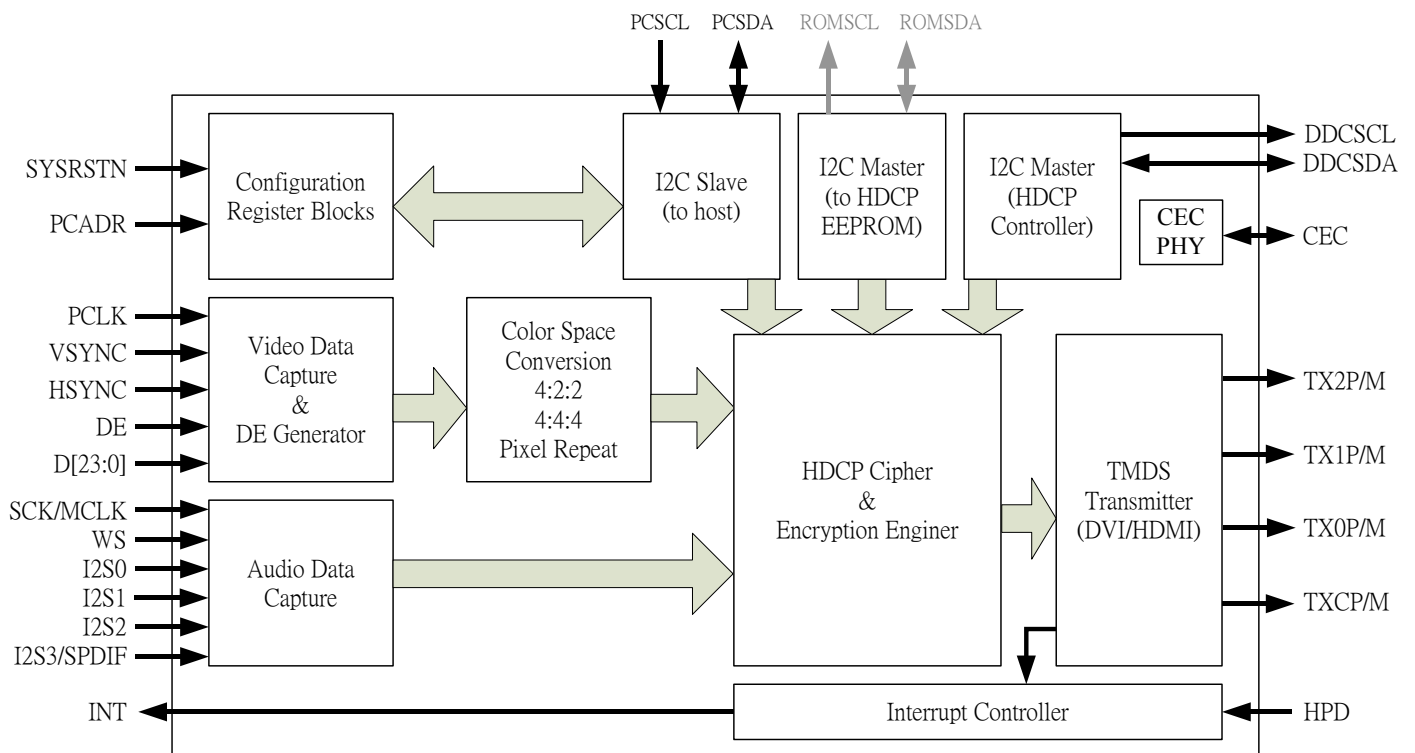 PCSCL
PCSDA
ROMSCL
ROMSDA
SYSRSTN
PCADR
Configuration
Register Blocks
I2C Slave
(to host)
I2C Master
(to HDCP
EEPROM)
I2C Master
(HDCP
Controller)
DDCSCL
DDCSDA
CEC
PHY
CEC
PCLK
VSYNC
HSYNC
DE
D[23:0]
Video Data
Capture
&
DE Generator
Color Space
Conversion
4:2:2
4:4:4
Pixel Repeat
HDCP Cipher
&
Encryption Enginer
TMDS
Transmitter
(DVI/HDMI)
TX2P/M
TX1P/M
TX0P/M
TXCP/M
SCK/MCLK
WS
I2S0
I2S1
I2S2
I2S3/SPDIF
Audio Data
Capture
INT
Interrupt Controller
HPD